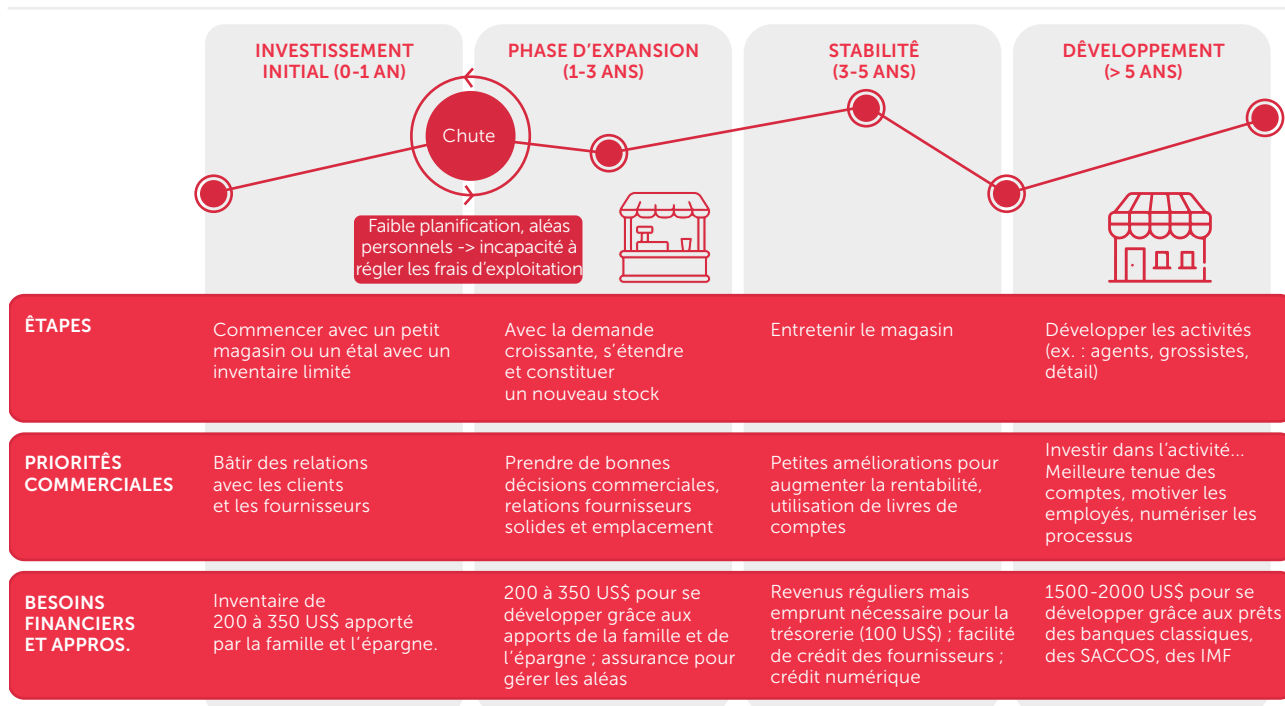 INVESTISSEMENT
INITIAL (0-1 AN)
PHASE D'EXPANSION
(1-3 ANS)
STABILITÊ
(3-5 ANS)
DÊVELOPPEMENT
(> 5 ANS)
Chute
Faible planification, aléas
personnels -> incapacité à
régler les frais d'exploitation
ÊTAPES
Commencer avec un petit
magasin ou un étal avec un
inventaire limité
Avec la demande
croissante, s'étendre
et constituer
un nouveau stock
Entretenir le magasin
Développer les activités
(ex. : agents, grossistes,
détail)
PRIORITÊS
COMMERCIALES
Bâtir des relations
avec les clients
et les fournisseurs
Prendre de bonnes
décisions commerciales,
relations fournisseurs
solides et emplacement
Petites améliorations pour
augmenter la rentabilité,
utilisation de livres de
comptes
Investir dans l'activité...
Meilleure tenue des
comptes, motiver les
employés, numériser les
processus
BESOINS
FINANCIERS
ET APPROS.
Inventaire de
200 à 350 US$ apporté
par la famille et l'épargne.
200 à 350 US$ pour se
développer grâce aux
apports de la famille et de
l'épargne ; assurance pour
gérer les aléas
Revenus réguliers mais
emprunt nécessaire pour la
trésorerie (100 US$) ; facilité
de crédit des fournisseurs ;
crédit numérique
1500-2000 US$ pour se
développer grâce aux prêts
des banques classiques,
des SACCOS, des IMF